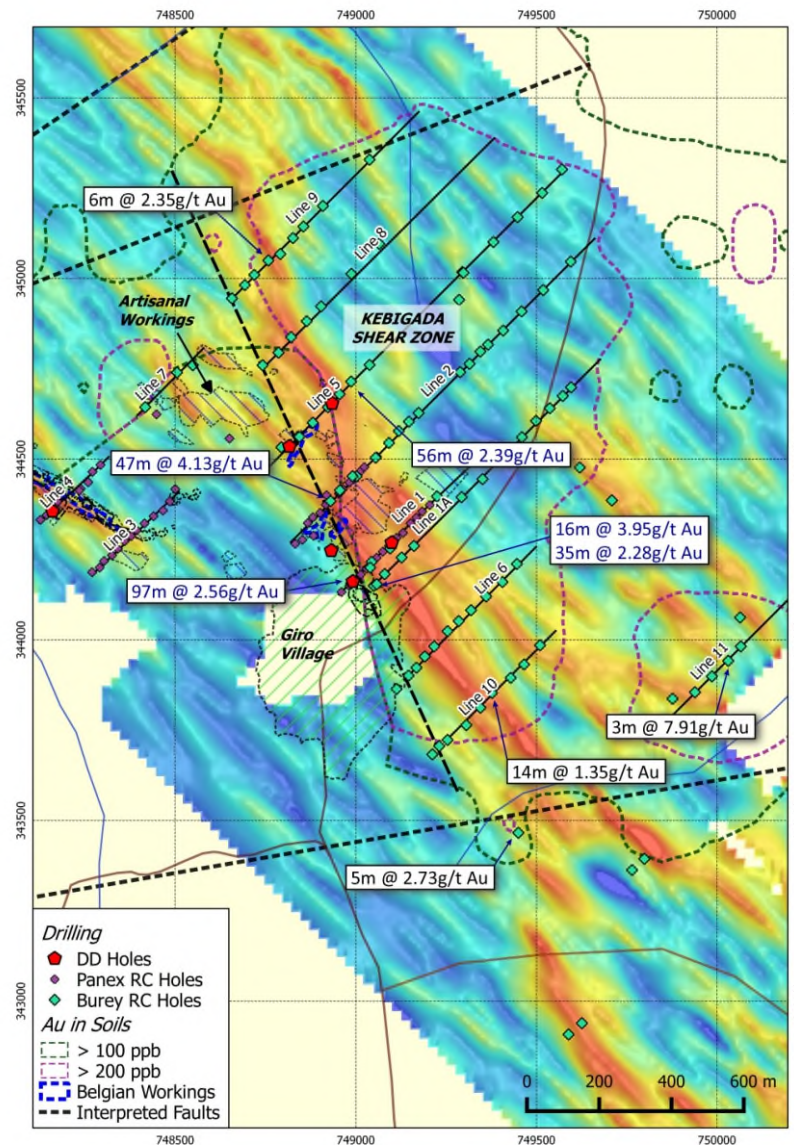 748500
749000
749500
750000
345500
345000
344500
344000
343500
343000
6m @ 2.35g/t Au
Line 9
Line 8
Artisanal
Workings
KEBIGADA
SHEAR ZONE
Line 7
Line 5
Line 2
47m @ 4.13g/t Au
56m @ 2.39g/t Au
Line 4
Line 3
Line 1
Line 1A
16m @ 3.95g/t Au
35m @ 2.28g/t Au
97m @ 2.56g/t Au
Line 6
Giro
Village
Line 10
Line 11
3m @ 7.91g/t Au
14m @ 1.35g/t Au
5m @ 2.73g/t Au
Drilling
DD Holes
Panex RC Holes
Burey RC Holes
Au in Soils
> 100 ppb
> 200 ppb
Belgian Workings
Interpreted Faults
0 200 400 600 m
748500
749000
749500
750000